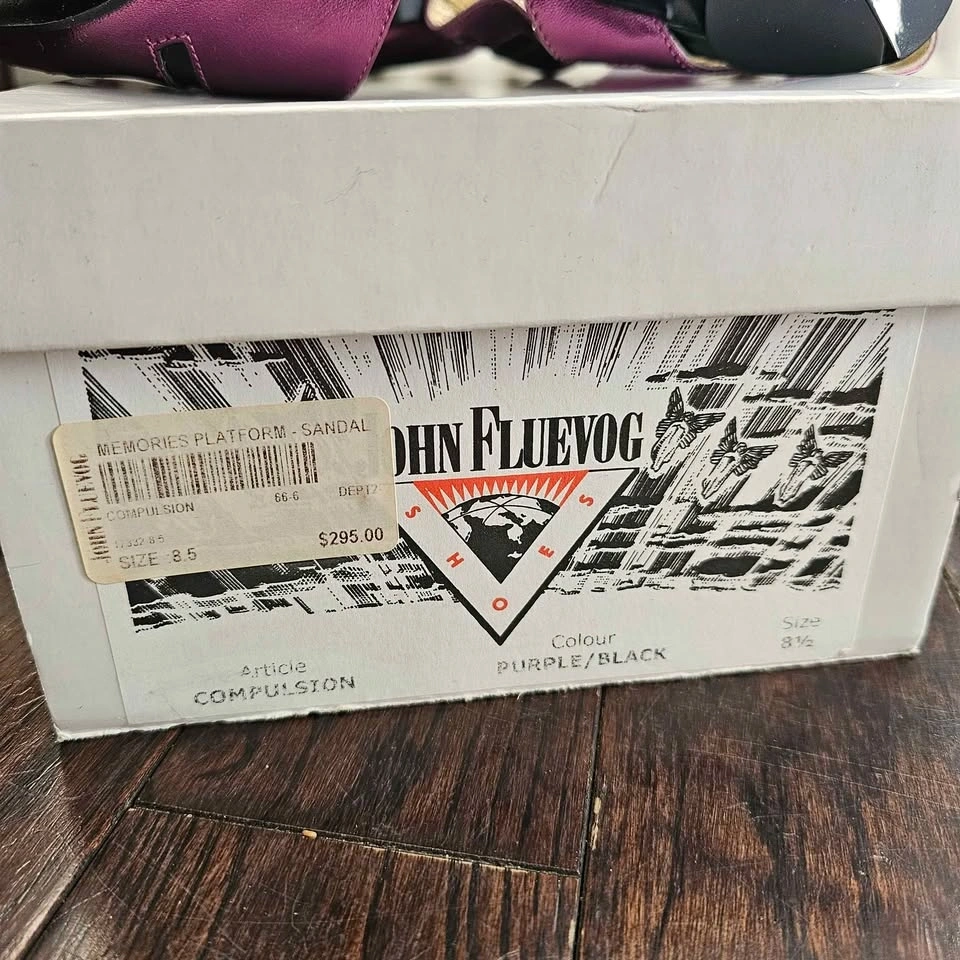 MEMORIES PLATFORM - SANDAL
JOHN FLUEVOG
66-6 DEPT2
COMPULSION
$295.00
SIZE 8.5
JOHN FLUEVOG
SHOES
Article
COMPULSION
Colour
PURPLE/BLACK
Size
8½